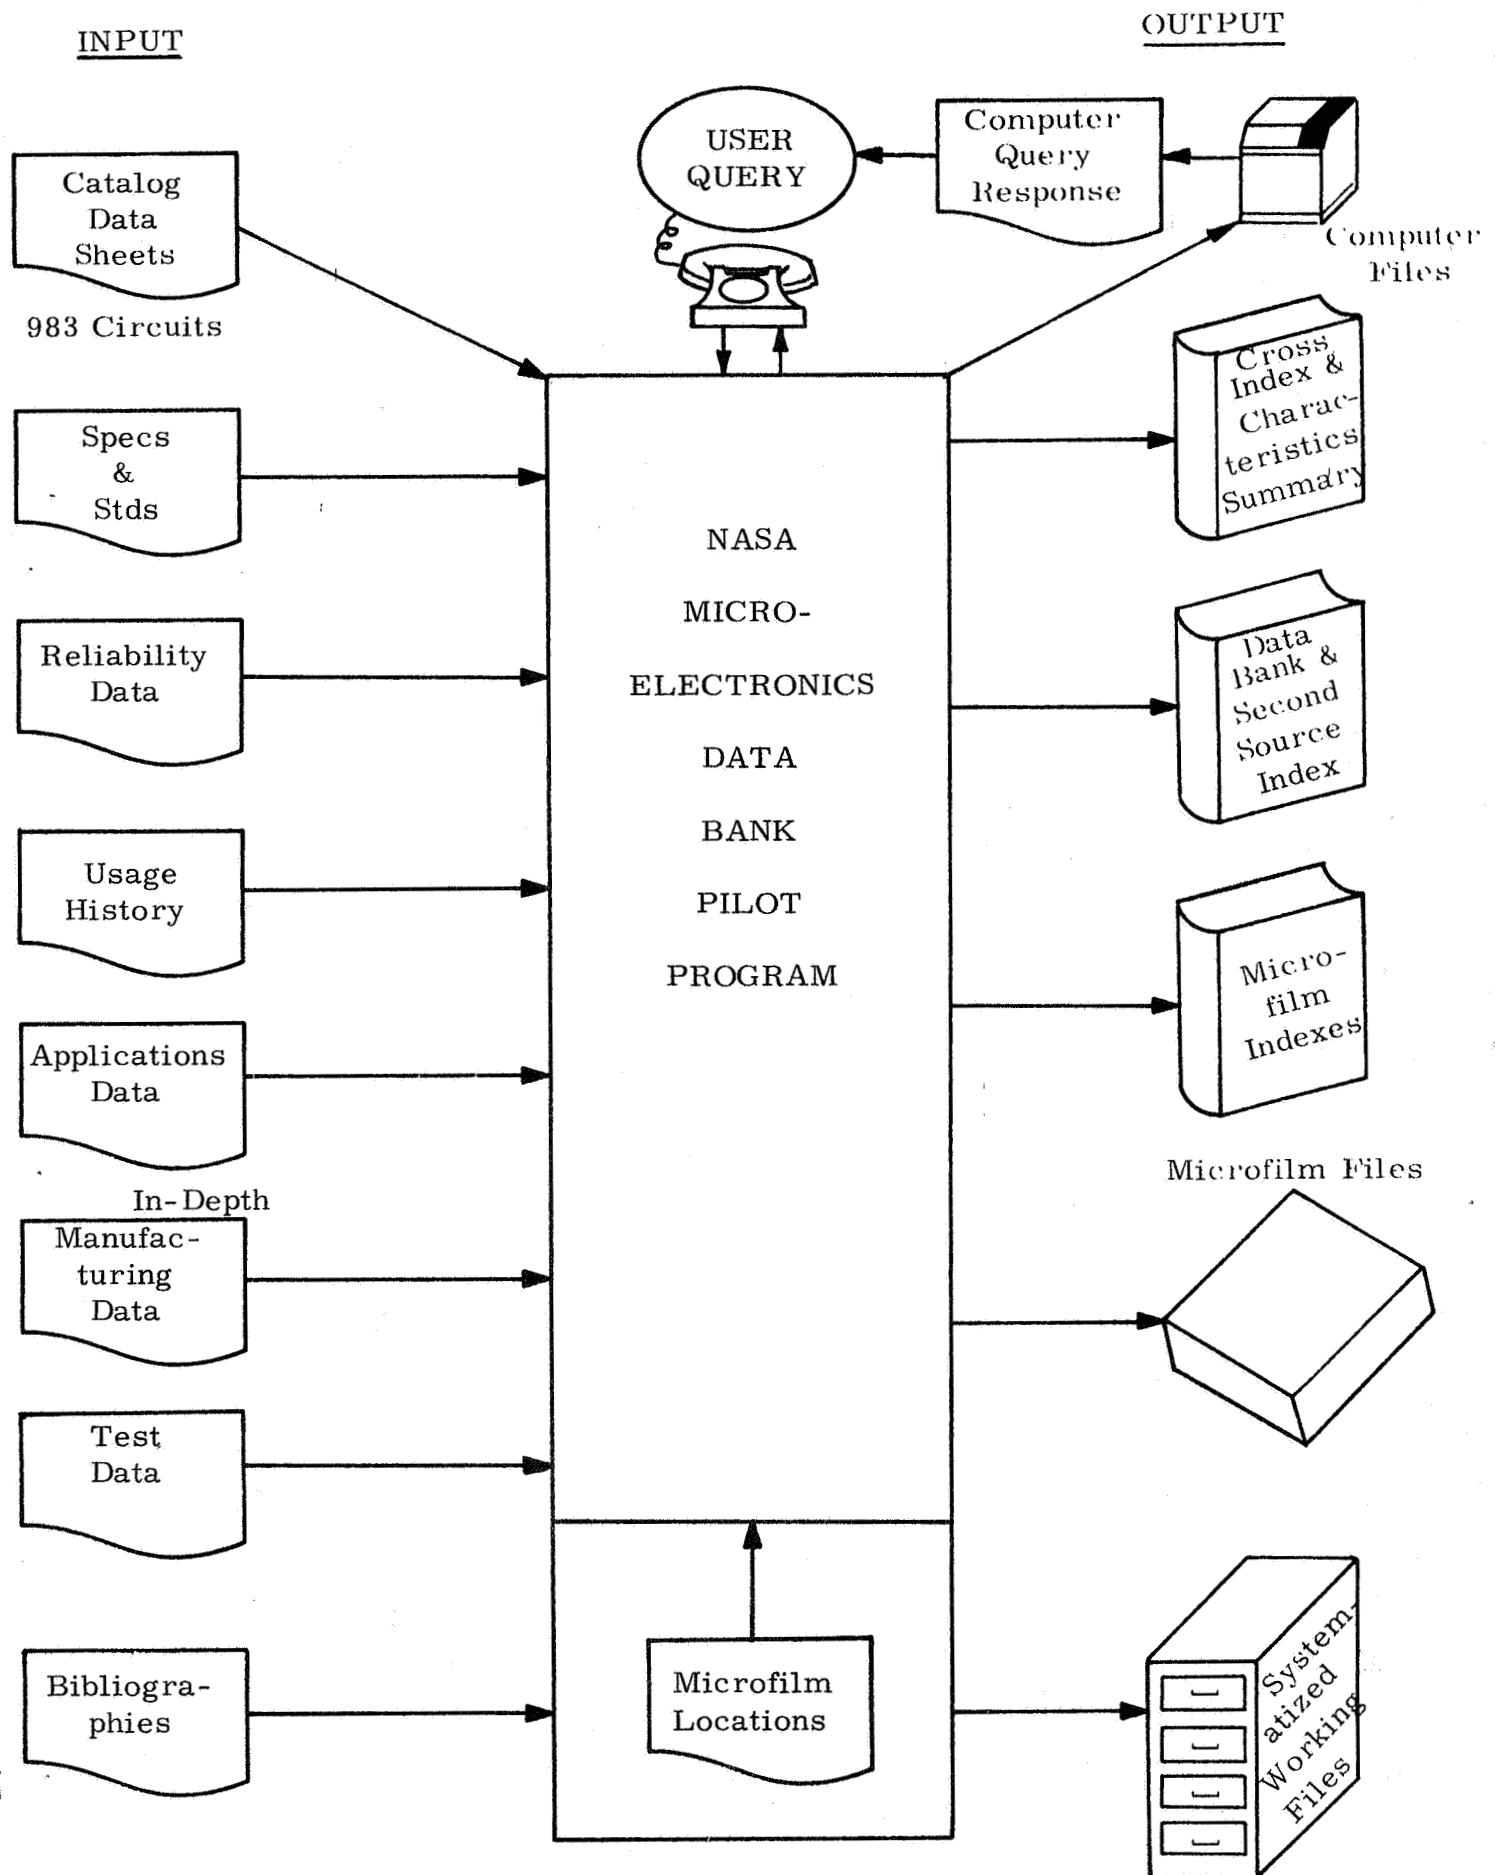 INPUT
OUTPUT
Catalog
Data
Sheets
983 Circuits
Specs
&
Stds
Reliability
Data
Usage
History
Applications
Data
In-Depth
Manufac-
turing
Data
Test
Data
Bibliogra-
phies
USER
QUERY
NASA
MICRO-
ELECTRONICS
DATA
BANK
PILOT
PROGRAM
Microfilm
Locations
Computer
Query
Response
Computer
Files
Cross
Index &
Charac-
teristics
Summary
Data
Bank &
Second
Source
Index
Micro-
film
Indexes
Microfilm Files
System-
atized
Working
Files